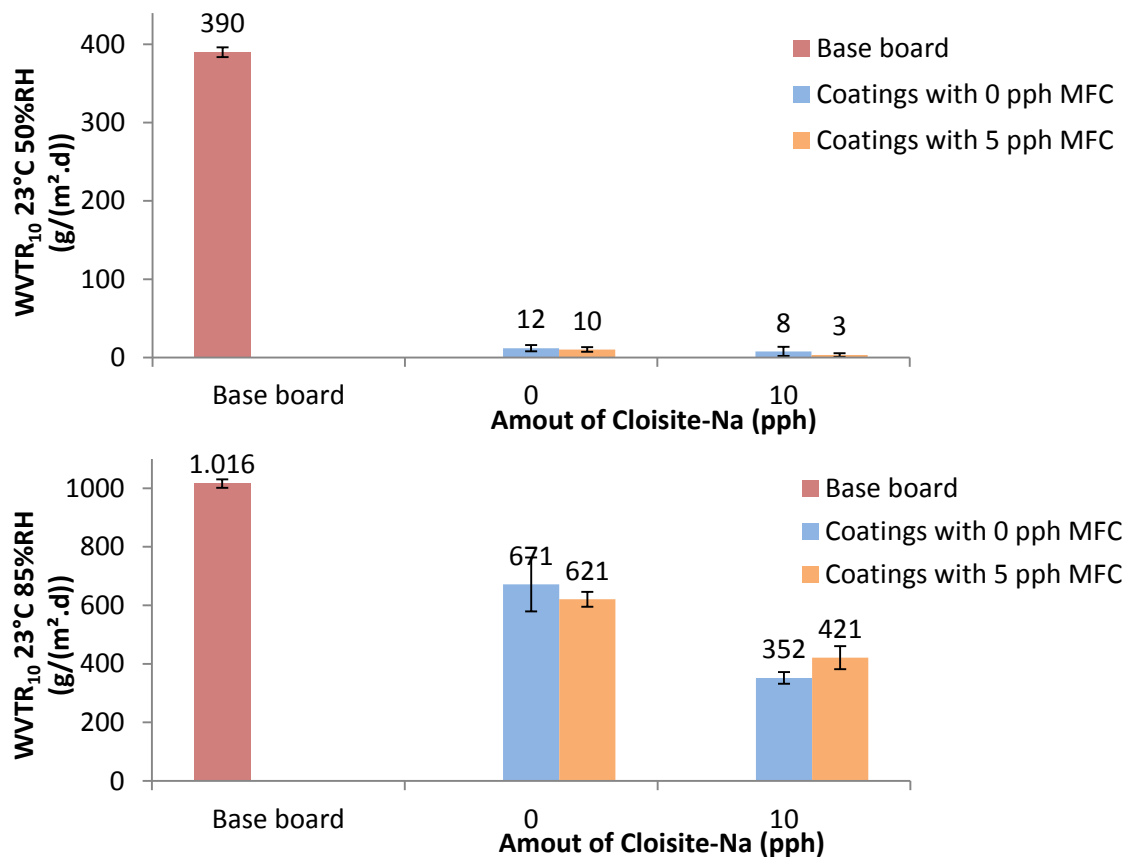 390
400
300
200
100
0
WVTR₁₀ 23°C 50%RH
(g/(m².d))
Base board
Coatings with 0 pph MFC
Coatings with 5 pph MFC
12
10
8
3
Base board
0
10
Amout of Cloisite-Na (pph)
1.016
1000
800
600
400
200
0
WVTR₁₀ 23°C 85%RH
(g/(m².d))
Base board
Coatings with 0 pph MFC
Coatings with 5 pph MFC
671
621
352
421
Base board
0
10
Amout of Cloisite-Na (pph)